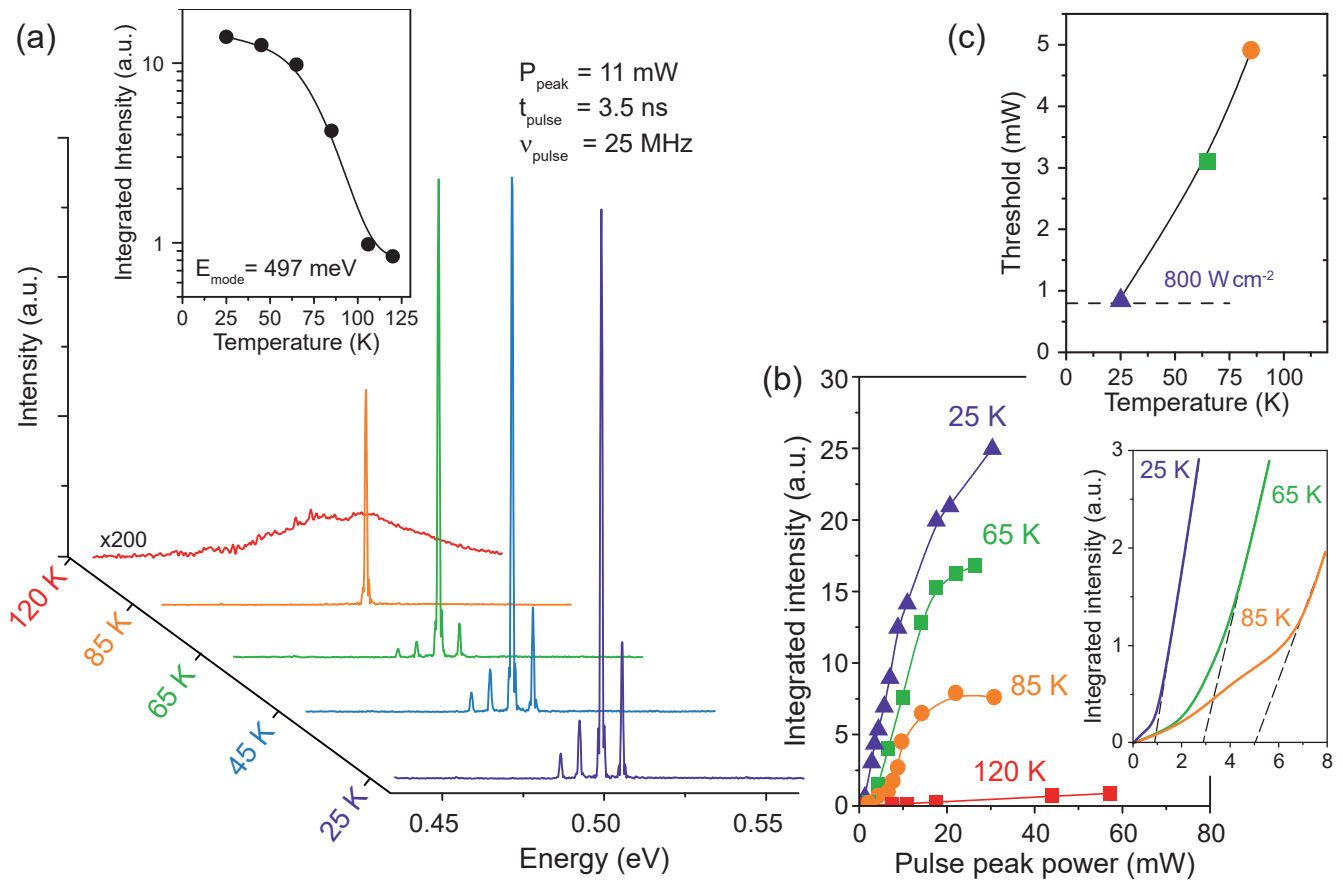 (a)
Integrated Intensity (a.u.)
10
1
E_mode = 497 meV
0 25 50 75 100 125
Temperature (K)
P_peak = 11 mW
t_pulse = 3.5 ns
ν_pulse = 25 MHz
Intensity (a.u.)
x200
120 K
85 K
65 K
45 K
25 K
0.45 0.50 0.55
Energy (eV)
(c)
Threshold (mW)
5
4
3
2
1
0
800 W cm⁻²
0 25 50 75 100
Temperature (K)
(b)
Integrated intensity (a.u.)
30
25
20
15
10
5
0
25 K
65 K
85 K
120 K
0 10 20 30 40 50 60 70 80
Pulse peak power (mW)
Integrated intensity (a.u.)
3
2
1
0
25 K
65 K
85 K
0 2 4 6 8